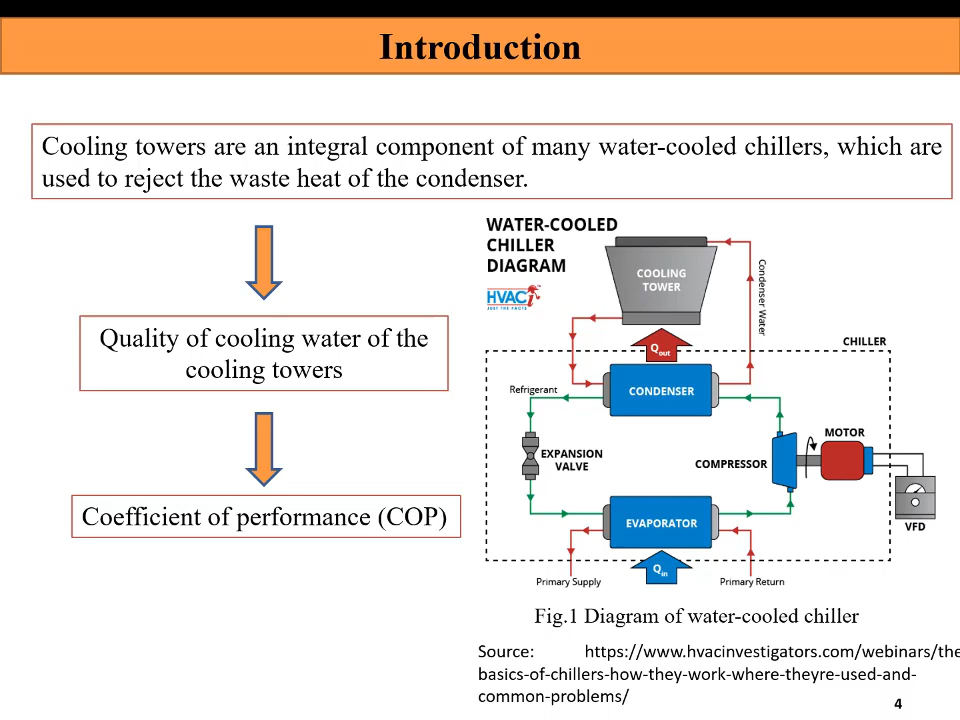 Introduction
Cooling towers are an integral component of many water-cooled chillers, which are
used to reject the waste heat of the condenser.
Quality of cooling water of the
cooling towers
Coefficient of performance (COP)
WATER-COOLED
CHILLER
DIAGRAM
HVACi
JUST THE FACTS
COOLING
TOWER
Condenser Water
Qout
CHILLER
Refrigerant
CONDENSER
EXPANSION
VALVE
COMPRESSOR
MOTOR
VFD
EVAPORATOR
Qin
Primary Supply
Primary Return
Fig.1 Diagram of water-cooled chiller
Source: https://www.hvacinvestigators.com/webinars/the
basics-of-chillers-how-they-work-where-theyre-used-and-
common-problems/
4